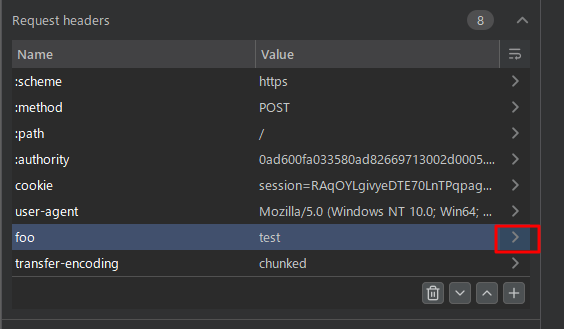 Request headers 8
Name Value
:scheme https
:method POST
:path /
:authority 0ad600fa033580ad82669713002d0005....
cookie session=RAqOYLgivyeDTE70LnTPqpag...
user-agent Mozilla/5.0 (Windows NT 10.0; Win64; ...
foo test
transfer-encoding chunked